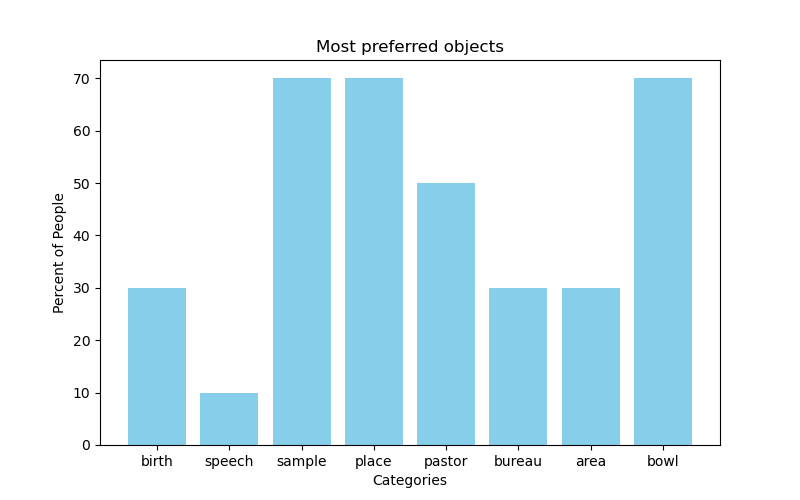 Most preferred objects
Percent of People
70
60
50
40
30
20
10
0
birth speech sample place pastor bureau area bowl
Categories